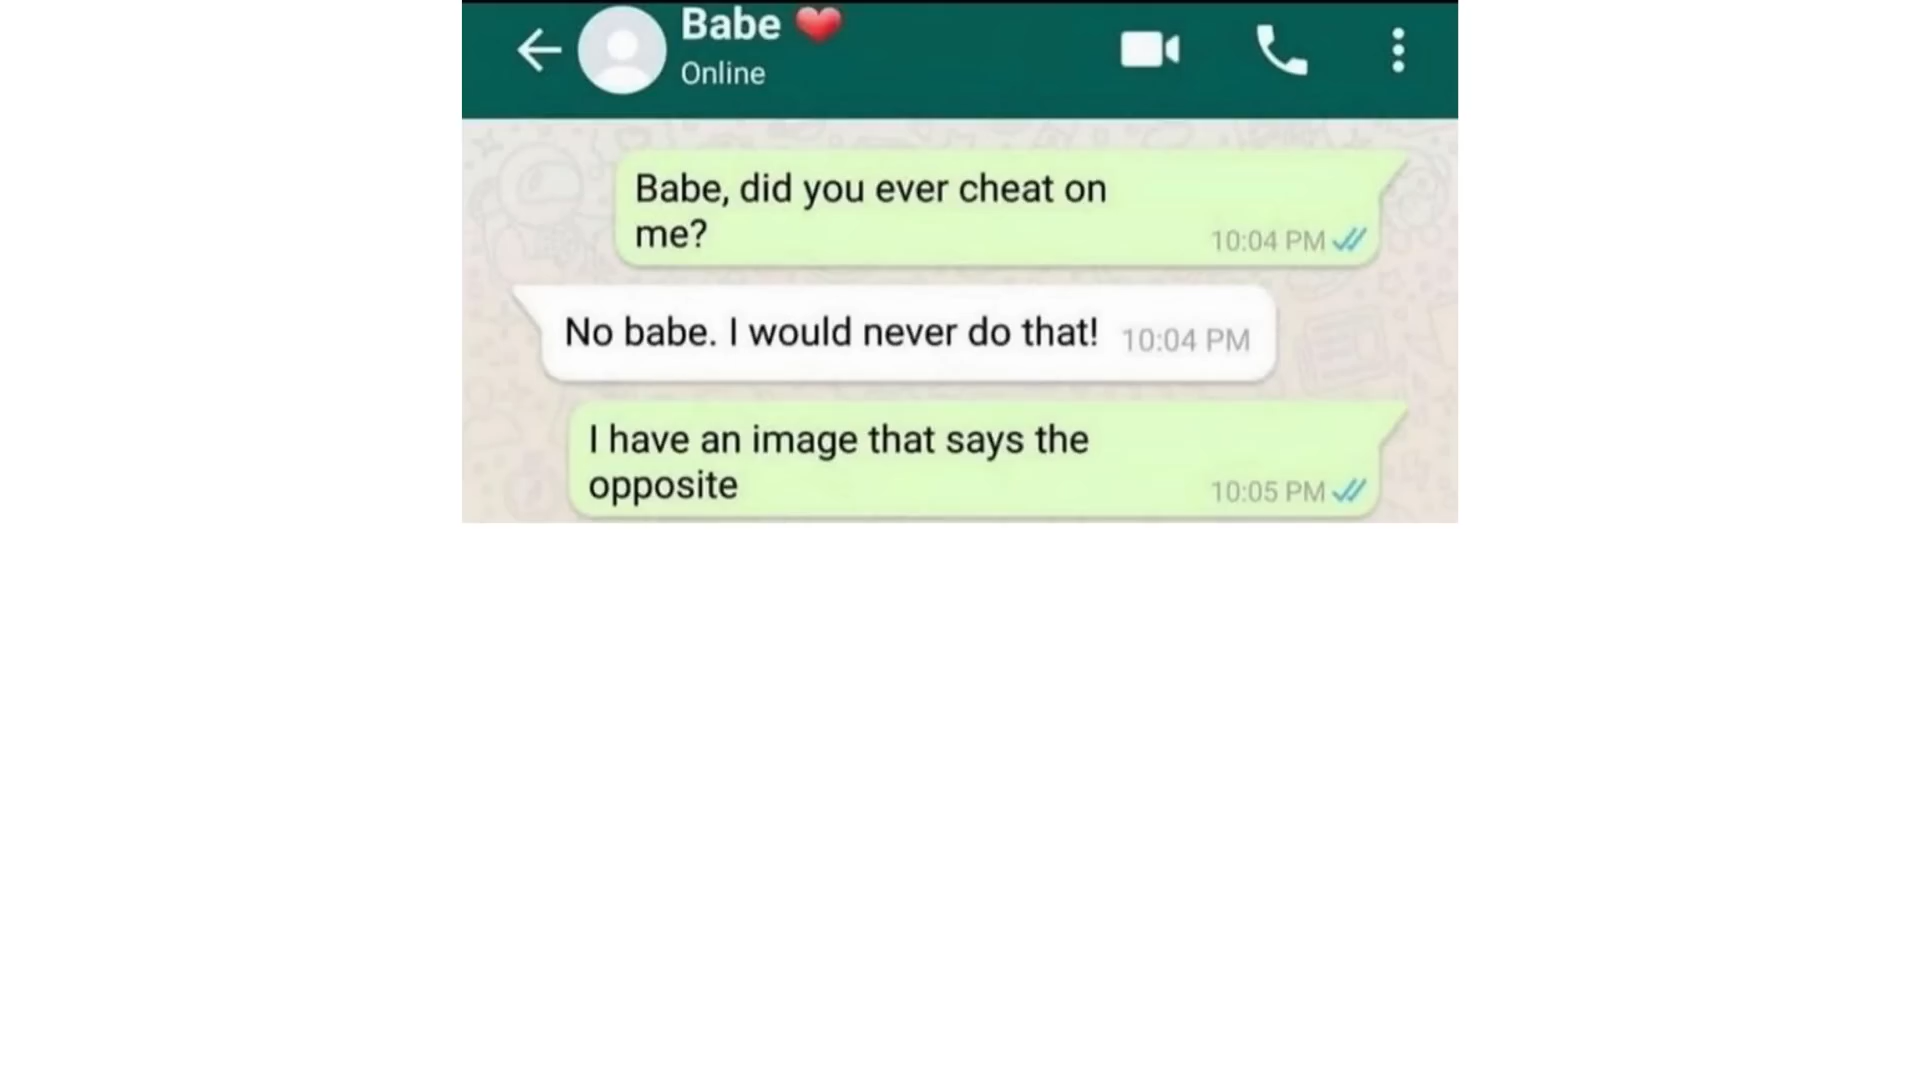 Babe ❤️
Online
Babe, did you ever cheat on
me?
10:04 PM
No babe. I would never do that! 10:04 PM
I have an image that says the
opposite
10:05 PM